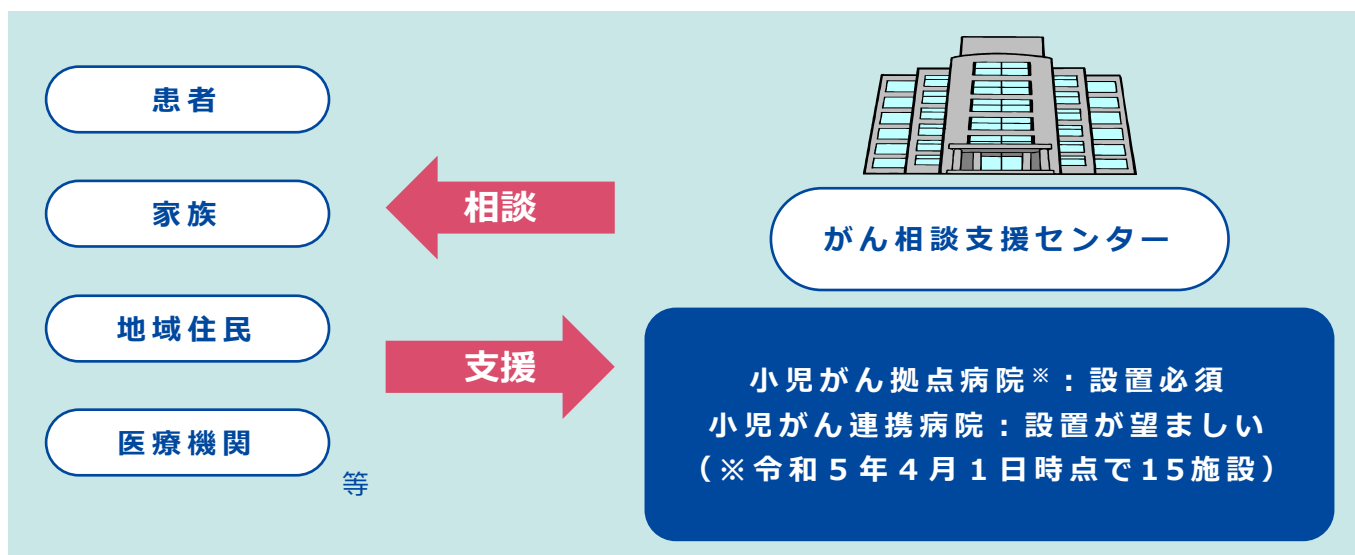 患者
家族
地域住民
医療機関
等
相談
支援
がん相談支援センター
小児がん拠点病院※：設置必須
小児がん連携病院：設置が望ましい
（※令和５年４月１日時点で15施設）